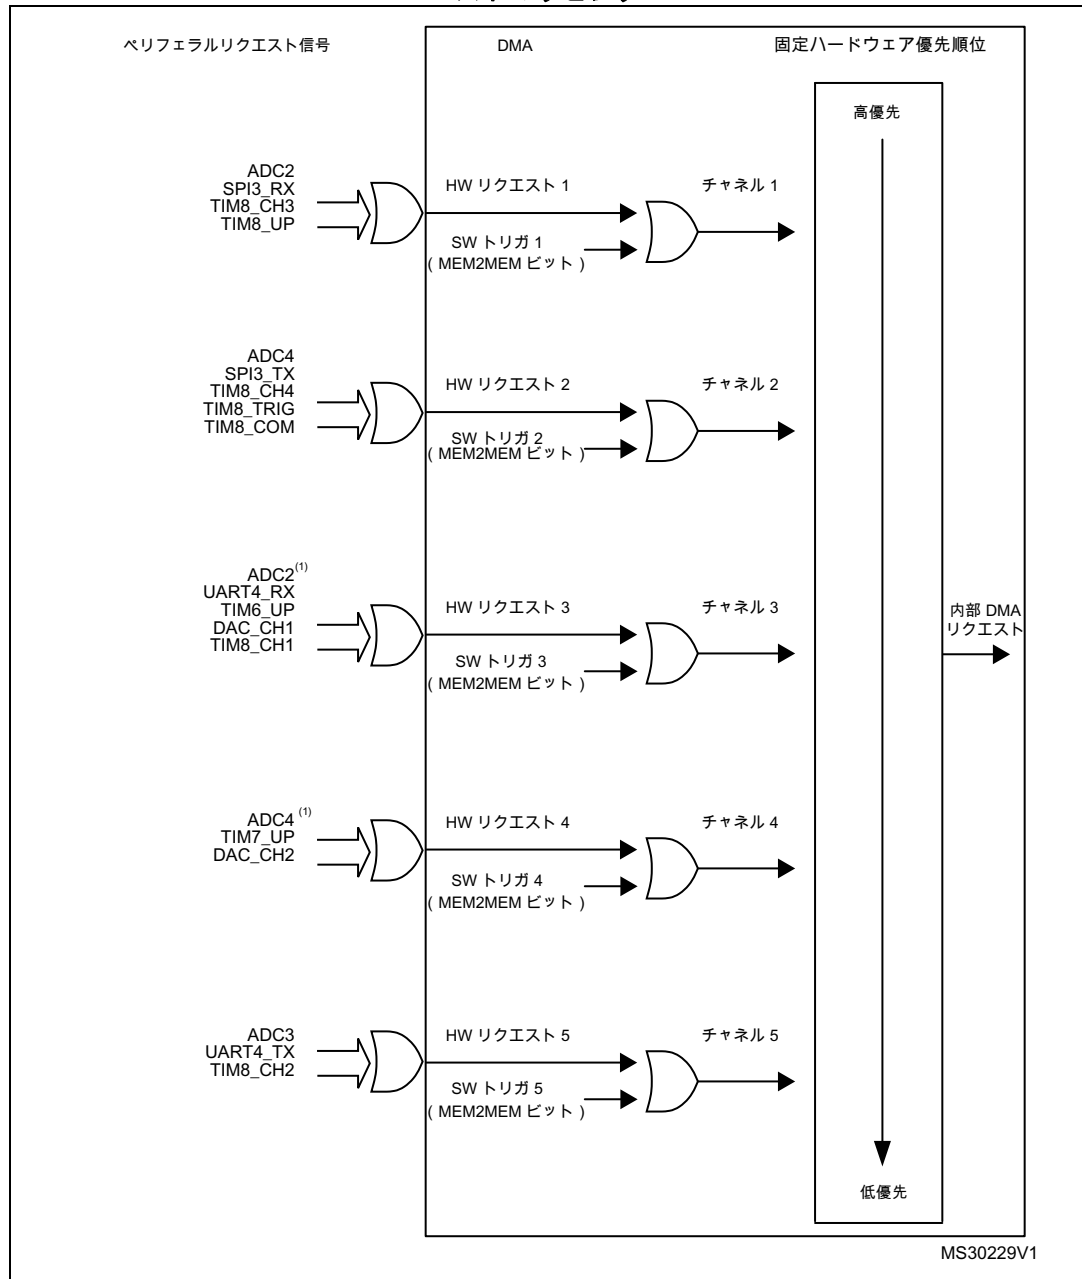 ペリフェラルリクエスト信号
DMA
固定ハードウェア優先順位
高優先
ADC2
SPI3_RX
TIM8_CH3
TIM8_UP
HW リクエスト 1
チャネル 1
SW トリガ 1
( MEM2MEM ビット )
ADC4
SPI3_TX
TIM8_CH4
TIM8_TRIG
TIM8_COM
HW リクエスト 2
チャネル 2
SW トリガ 2
( MEM2MEM ビット )
ADC2(1)
UART4_RX
TIM6_UP
DAC_CH1
TIM8_CH1
HW リクエスト 3
チャネル 3
SW トリガ 3
( MEM2MEM ビット )
内部 DMA
リクエスト
ADC4 (1)
TIM7_UP
DAC_CH2
HW リクエスト 4
チャネル 4
SW トリガ 4
( MEM2MEM ビット )
ADC3
UART4_TX
TIM8_CH2
HW リクエスト 5
チャネル 5
SW トリガ 5
( MEM2MEM ビット )
低優先
MS30229V1